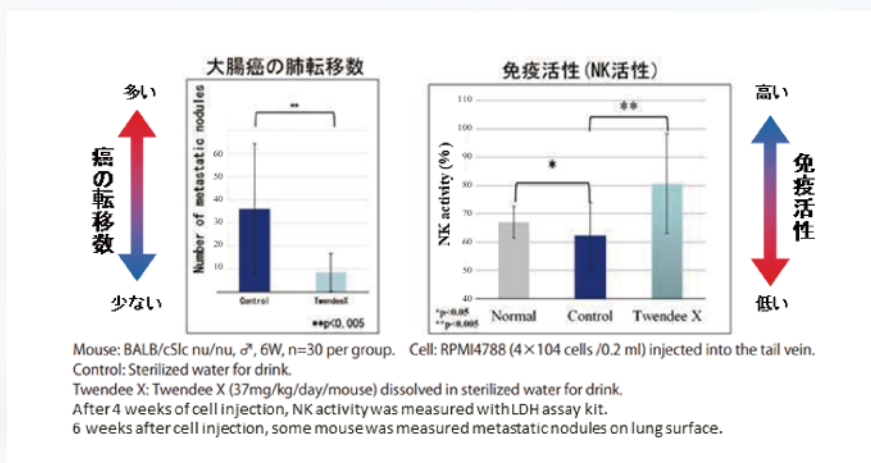 大腸癌の肺転移数
多い
癌の転移数
少ない
Number of metastatic nodules
60
50
40
30
20
10
**
Control
TwendeeX
**p<0.005
免疫活性(NK活性)
NK activity (%)
110
100
90
80
70
60
50
40
*
**
*p<0.05
**p<0.005
Normal
Control
Twendee X
高い
免疫活性
低い
Mouse: BALB/cSlc nu/nu, ♂, 6W, n=30 per group. Cell: RPMI4788 (4×104 cells /0.2 ml) injected into the tail vein.
Control: Sterilized water for drink.
Twendee X: Twendee X (37mg/kg/day/mouse) dissolved in sterilized water for drink.
After 4 weeks of cell injection, NK activity was measured with LDH assay kit.
6 weeks after cell injection, some mouse was measured metastatic nodules on lung surface.